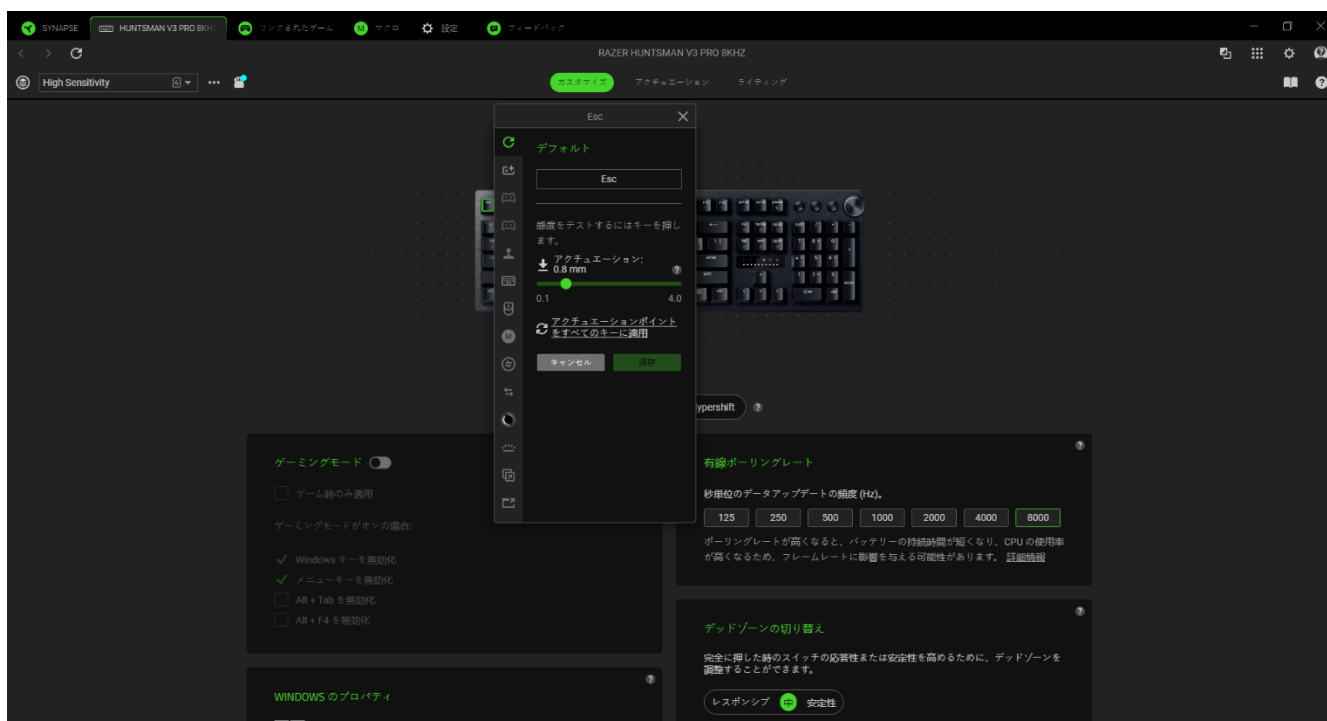 SYNAPSE
HUNTSMAN V3 PRO 8KHZ
リンクされたゲーム
マクロ
設定
フィードバック
RAZER HUNTSMAN V3 PRO 8KHZ
High Sensitivity
カスタマイズ
アクチュエーション
ライティング
Esc
デフォルト
Esc
感度をテストするにはキーを押し
ます。
アクチュエーション:
0.8 mm
0.1
4.0
アクチュエーションポイント
をすべてのキーに適用
キャンセル
保存
ypershift
ゲーミングモード
ゲーム時のみ適用
ゲーミングモードがオンの場合:
Windows キーを無効化
メニューキーを無効化
Alt + Tab を無効化
Alt + F4 を無効化
WINDOWS のプロパティ
有線ポーリングレート
秒単位のデータアップデートの頻度 (Hz)。
125 250 500 1000 2000 4000 8000
ポーリングレートが高くなると、バッテリーの持続時間が短くなり、CPU の使用率
が高くなるため、フレームレートに影響を与える可能性があります。 詳細情報
デッドゾーンの切り替え
完全に押した時のスイッチの応答性または安定性を高めるために、デッドゾーンを
調整することができます。
レスポンシブ 中 安定性